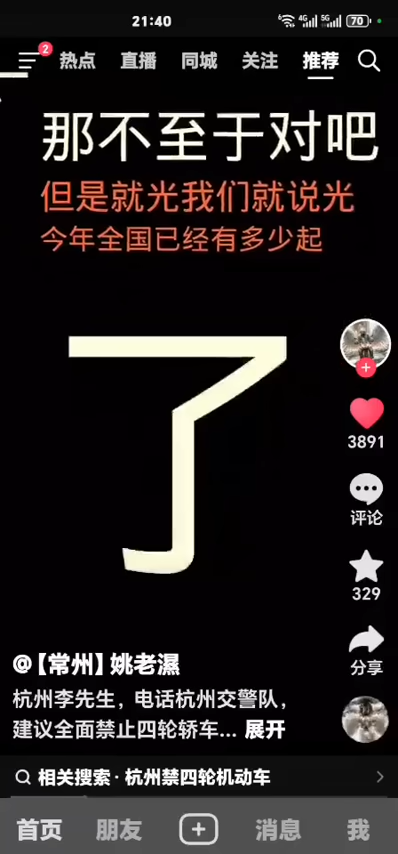 21:40
4G 5G 70
2
热点 直播 同城 关注 推荐
那不至于对吧
但是就光我们就说光
今年全国已经有多少起
了
3891
评论
329
分享
@【常州】姚老濕
杭州李先生，电话杭州交警队，
建议全面禁止四轮轿车... 展开
相关搜索 · 杭州禁四轮机动车
首页 朋友 消息 我